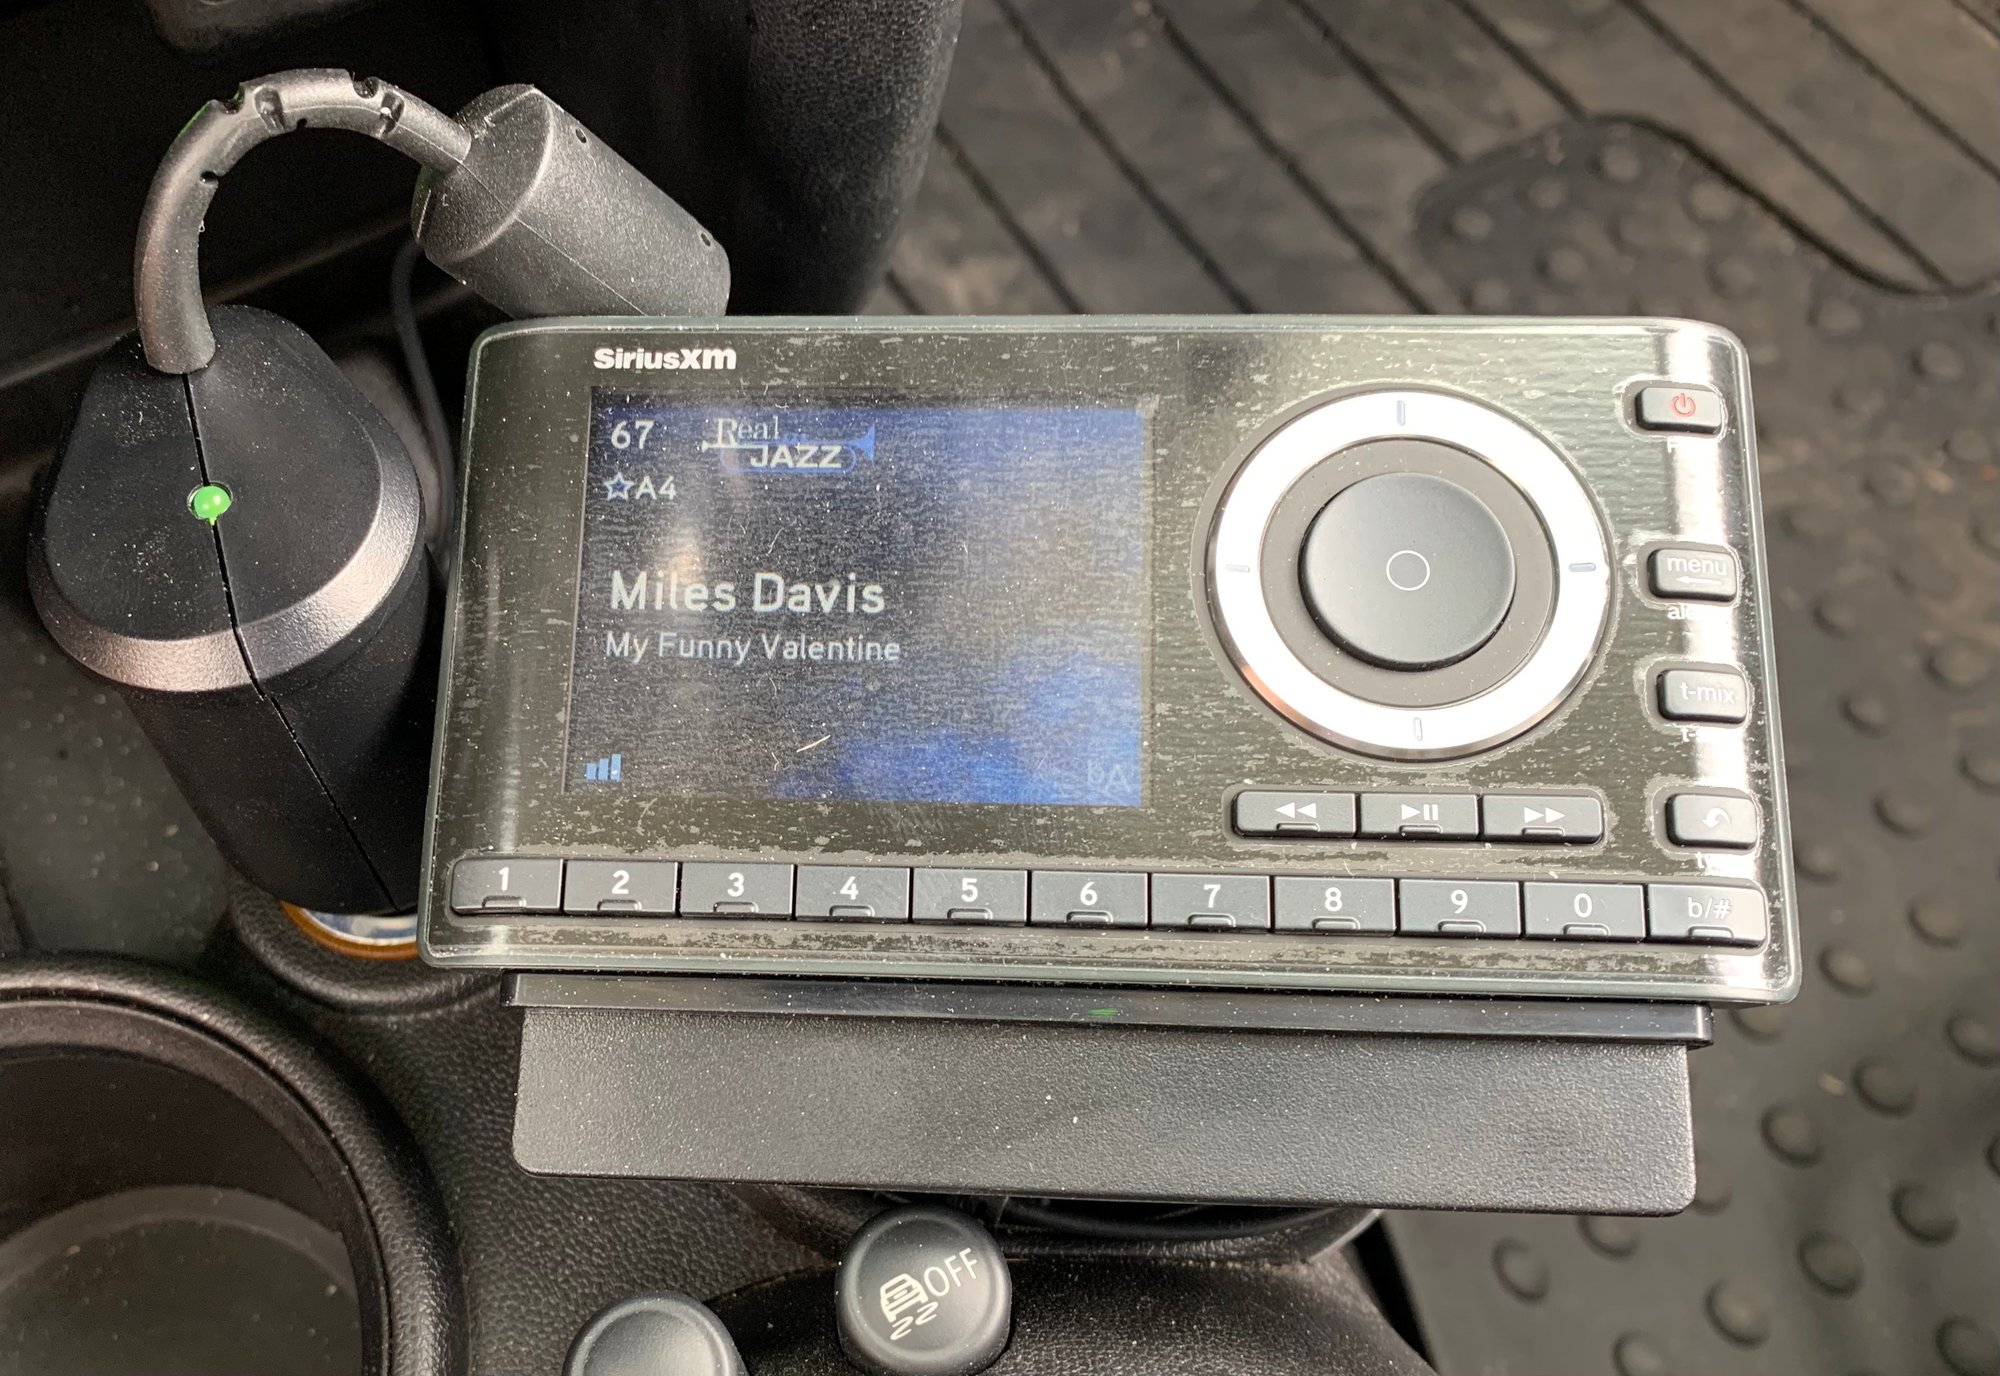 SiriusXM
67
Real
JAZZ
A4
Miles Davis
My Funny Valentine
menu
t-mix
1 2 3 4 5 6 7 8 9 0 b/#
OFF